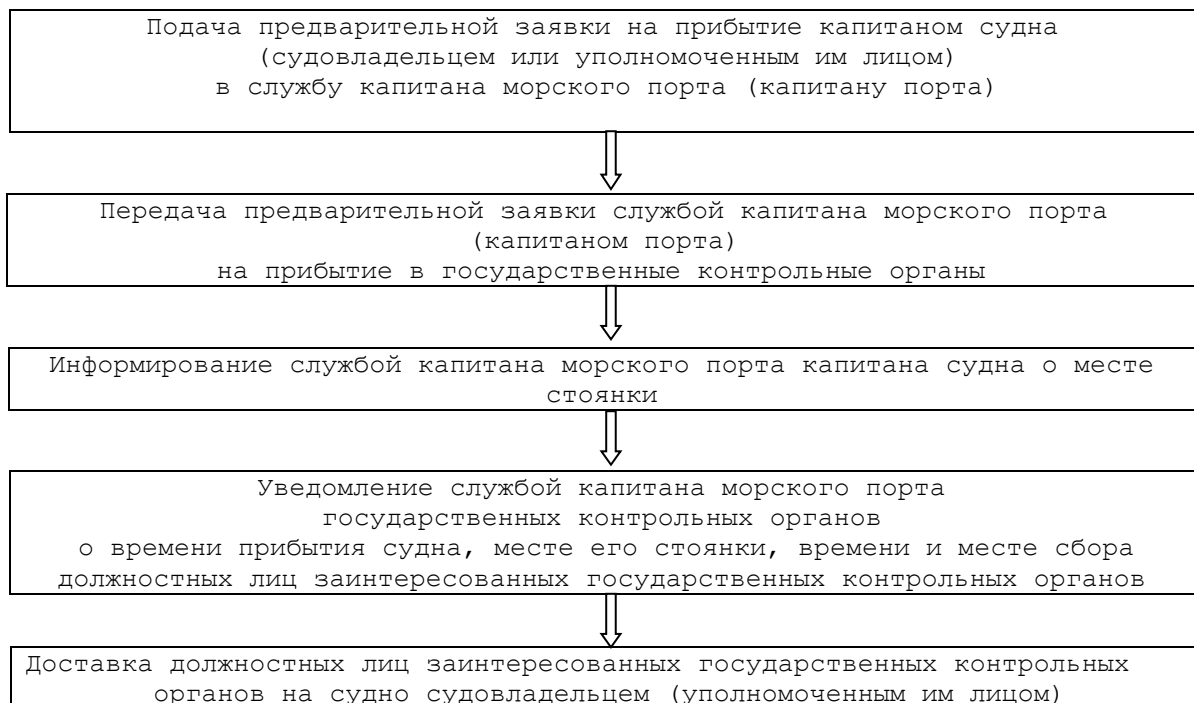 Подача предварительной заявки на прибытие капитаном судна
(судовладельцем или уполномоченным им лицом)
в службу капитана морского порта (капитану порта)
Передача предварительной заявки службой капитана морского порта
(капитаном порта)
на прибытие в государственные контрольные органы
Информирование службой капитана морского порта капитана судна о месте
стоянки
Уведомление службой капитана морского порта
государственных контрольных органов
о времени прибытия судна, месте его стоянки, времени и месте сбора
должностных лиц заинтересованных государственных контрольных органов
Доставка должностных лиц заинтересованных государственных контрольных
органов на судно судовладельцем (уполномоченным им лицом)